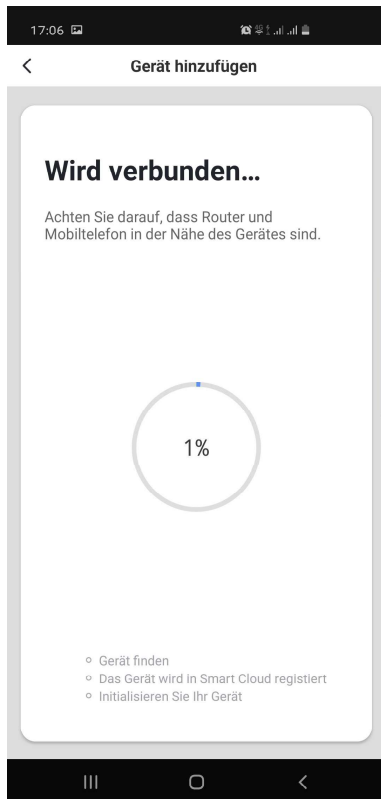 17:06
Gerät hinzufügen
Wird verbunden...
Achten Sie darauf, dass Router und
Mobiltelefon in der Nähe des Gerätes sind.
1%
Gerät finden
Das Gerät wird in Smart Cloud registiert
Initialisieren Sie Ihr Gerät